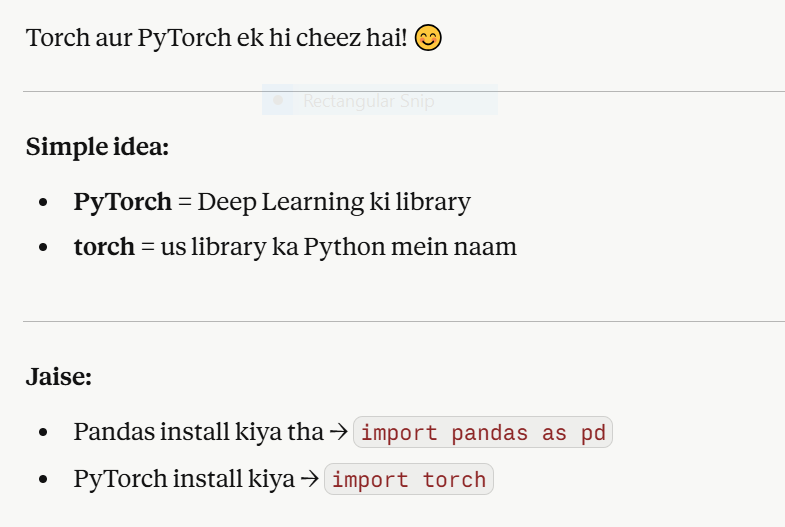 Torch aur PyTorch ek hi cheez hai! 😊
Rectangular Snip
Simple idea:
• PyTorch = Deep Learning ki library
• torch = us library ka Python mein naam
Jaise:
• Pandas install kiya tha → import pandas as pd
• PyTorch install kiya → import torch